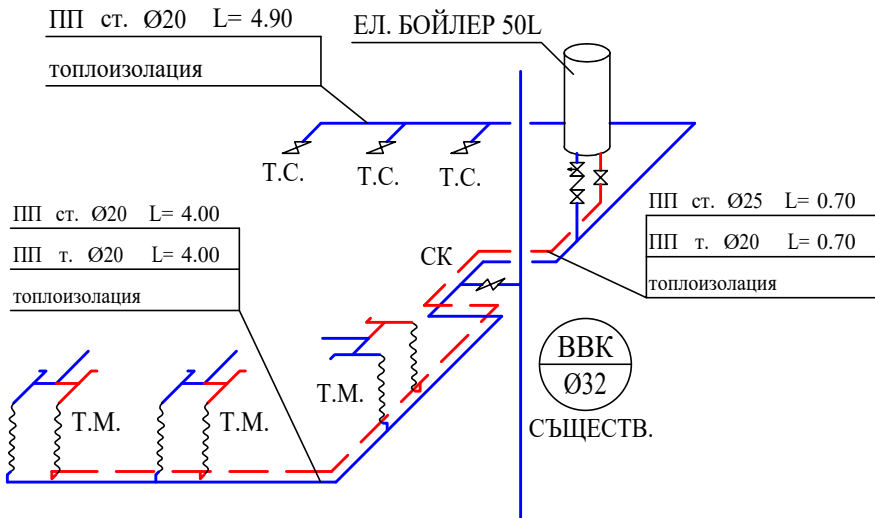 ПП ст. Ø20 L= 4.90
топлоизолация
ЕЛ. БОЙЛЕР 50L
Т.С.
Т.С.
Т.С.
ПП ст. Ø20 L= 4.00
ПП т. Ø20 L= 4.00
топлоизолация
СК
ПП ст. Ø25 L= 0.70
ПП т. Ø20 L= 0.70
топлоизолация
Т.М.
Т.М.
Т.М.
ВВК
Ø32
СЪЩЕСТВ.